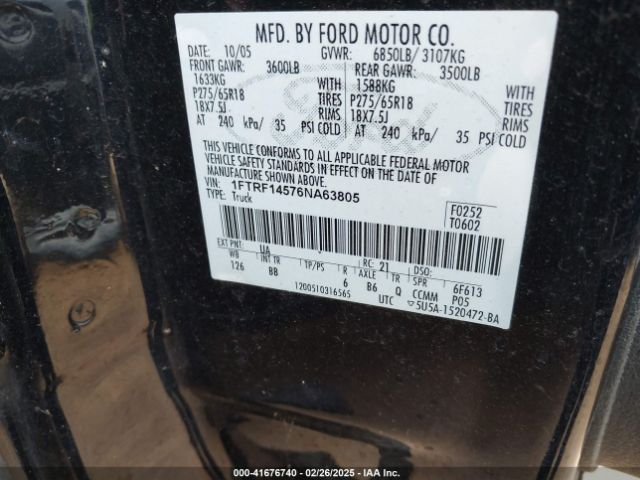 MFD. BY FORD MOTOR CO.
DATE: 10/05 GVWR: 6850LB/ 3107KG
FRONT GAWR: 3600LB REAR GAWR: 3500LB
1633KG WITH 1588KG WITH
P275/65R18 TIRES P275/65R18 TIRES
18X7.5J RIMS 18X7.5J RIMS
AT 240 kPa/ 35 PSI COLD AT 240 kPa/ 35 PSI COLD
THIS VEHICLE CONFORMS TO ALL APPLICABLE FEDERAL MOTOR
VEHICLE SAFETY STANDARDS IN EFFECT ON THE DATE OF
MANUFACTURE SHOWN ABOVE.
VIN: 1FTRF14576NA63805
TYPE: Truck
F0252
T0602
EXT PNT: UA RC: 21 DSO:
WB INT TR TP/PS R AXLE TR SPR 6F613
126 BB 6 B6 Q CCMM P05
1200510316565 UTC ▽5U5A-1520472-BA
Ford
000-41676740 / 02/26/2025 / IAA Inc.